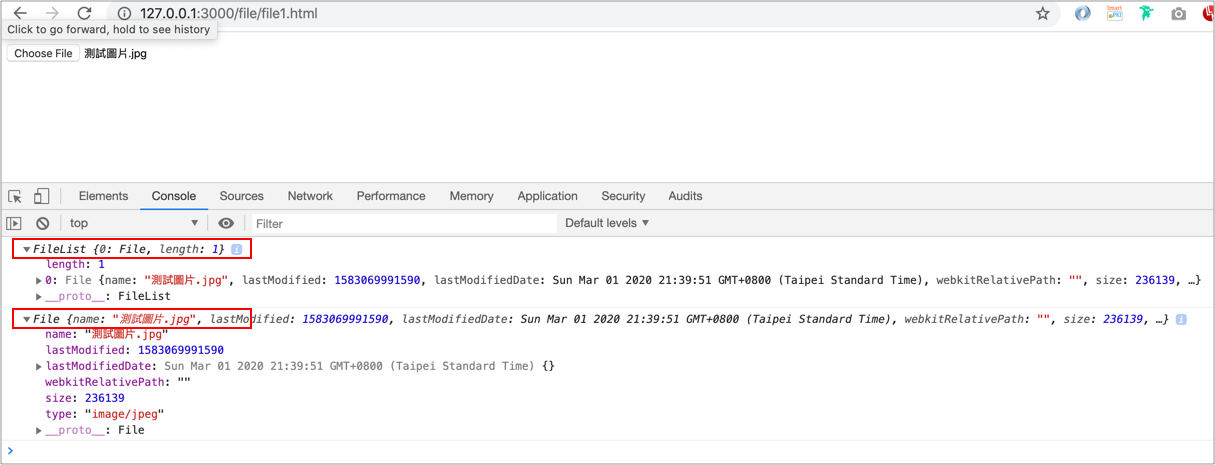 127.0.0.1:3000/file/file1.html
Smart
PKI
Click to go forward, hold to see history
Choose File 測試圖片.jpg
Elements Console Sources Network Performance Memory Application Security Audits
top ▼ Filter Default levels ▼
▼FileList {0: File, length: 1} i
length: 1
▶0: File {name: "測試圖片.jpg", lastModified: 1583069991590, lastModifiedDate: Sun Mar 01 2020 21:39:51 GMT+0800 (Taipei Standard Time), webkitRelativePath: "", size: 236139, …}
▶__proto__: FileList
▼File {name: "測試圖片.jpg", lastModified: 1583069991590, lastModifiedDate: Sun Mar 01 2020 21:39:51 GMT+0800 (Taipei Standard Time), webkitRelativePath: "", size: 236139, …} i
name: "測試圖片.jpg"
lastModified: 1583069991590
▶lastModifiedDate: Sun Mar 01 2020 21:39:51 GMT+0800 (Taipei Standard Time) {}
webkitRelativePath: ""
size: 236139
type: "image/jpeg"
▶__proto__: File
>